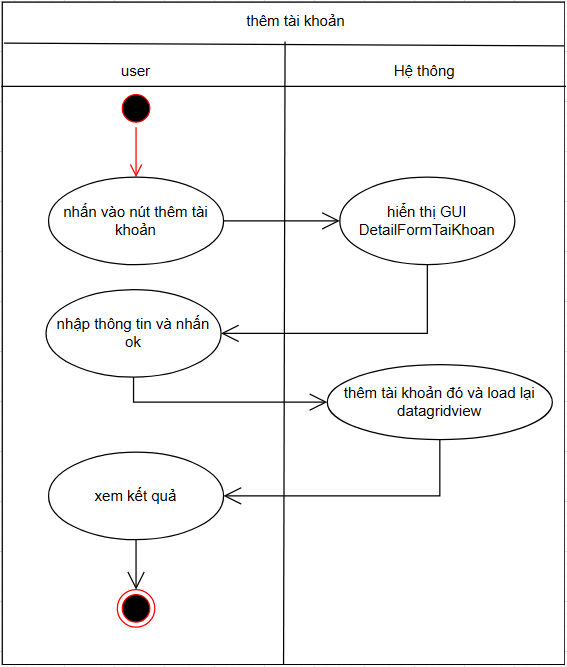 thêm tài khoản
user
Hệ thông
nhấn vào nút thêm tài
khoản
hiển thị GUI
DetailFormTaiKhoan
nhập thông tin và nhấn
ok
thêm tài khoản đó và load lại
datagridview
xem kết quả